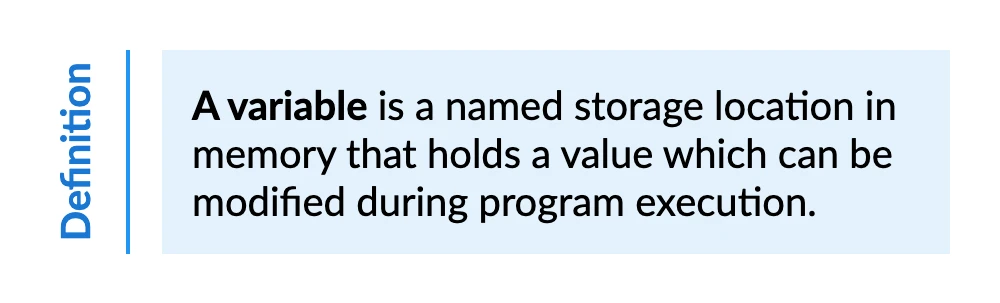 Definition
A variable is a named storage location in
memory that holds a value which can be
modified during program execution.